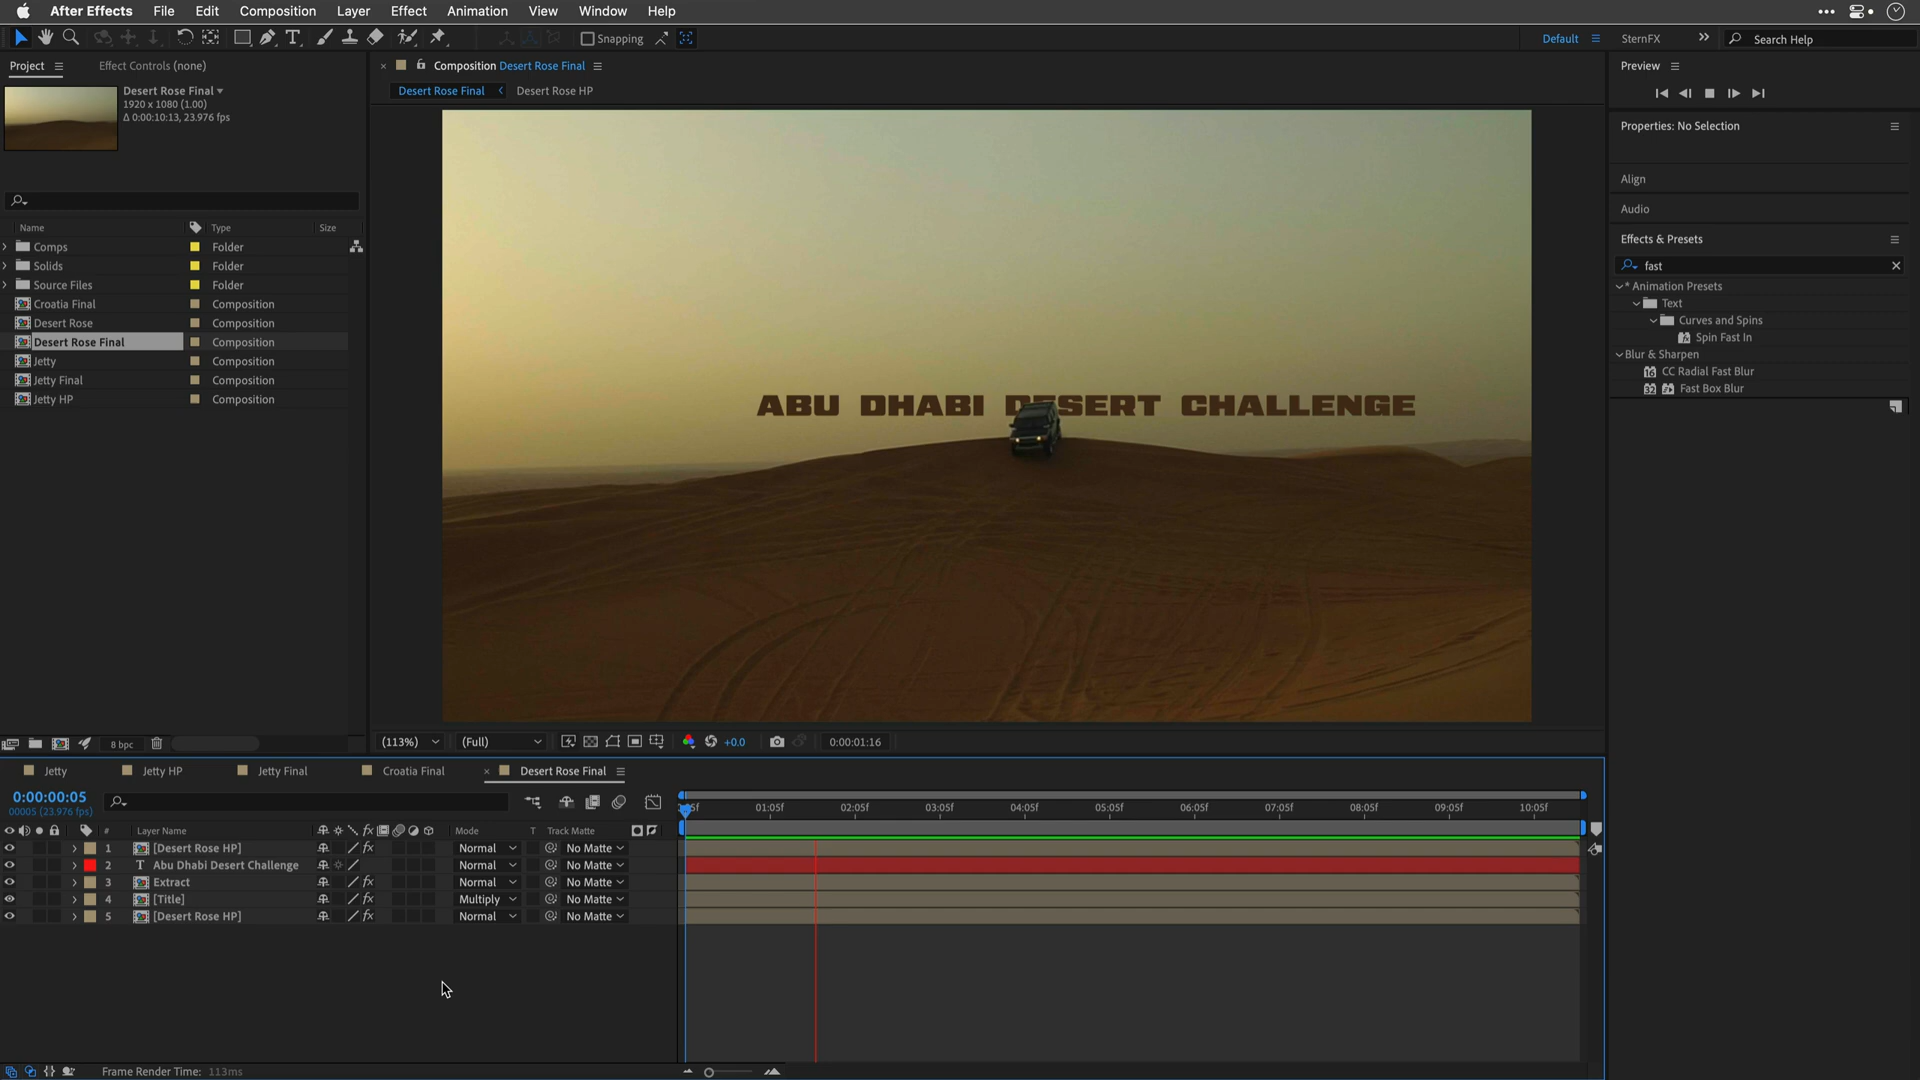 After Effects File Edit Composition Layer Effect Animation View Window Help
Snapping Default SternFX Search Help
Project Effect Controls (none)
Desert Rose Final
1920 x 1080 (1.00)
Δ 0:00:10:13, 23.976 fps
Name Type Size
Comps Folder
Solids Folder
Source Files Folder
Croatia Final Composition
Desert Rose Composition
Desert Rose Final Composition
Jetty Composition
Jetty Final Composition
Jetty HP Composition
8 bpc
Composition Desert Rose Final
Desert Rose Final Desert Rose HP
ABU DHABI DESERT CHALLENGE
(113%) (Full) +0.0 0:00:01:16
Preview
Properties: No Selection
Align
Audio
Effects & Presets
fast
* Animation Presets
Text
Curves and Spins
Spin Fast In
Blur & Sharpen
CC Radial Fast Blur
Fast Box Blur
Jetty Jetty HP Jetty Final Croatia Final Desert Rose Final
0:00:00:05
00005 (23.976 fps)
01:05f 02:05f 03:05f 04:05f 05:05f 06:05f 07:05f 08:05f 09:05f 10:05f
# Layer Name Mode T Track Matte
1 [Desert Rose HP] Normal No Matte
2 Abu Dhabi Desert Challenge Normal No Matte
3 Extract Normal No Matte
4 [Title] Multiply No Matte
5 [Desert Rose HP] Normal No Matte
Frame Render Time: 113ms